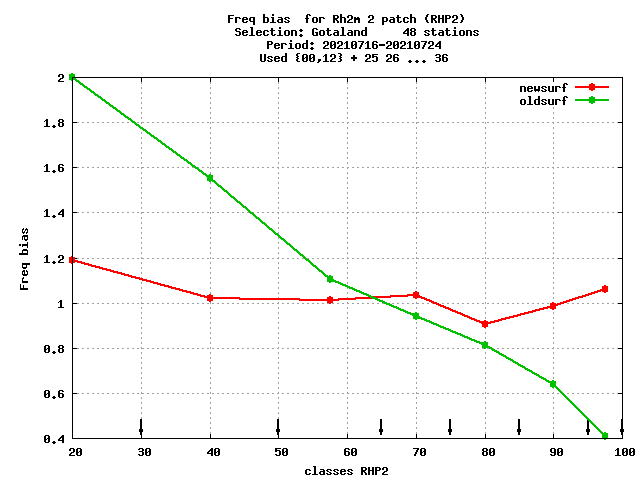 Freq bias  for Rh2m 2 patch (RHP2)
Selection: Gotaland     48 stations
Period: 20210716-20210724
Used {00,12} + 25 26 ... 36
newsurf
oldsurf
2
1.8
1.6
1.4
1.2
1
0.8
0.6
0.4
Freq bias
20 30 40 50 60 70 80 90 100
classes RHP2